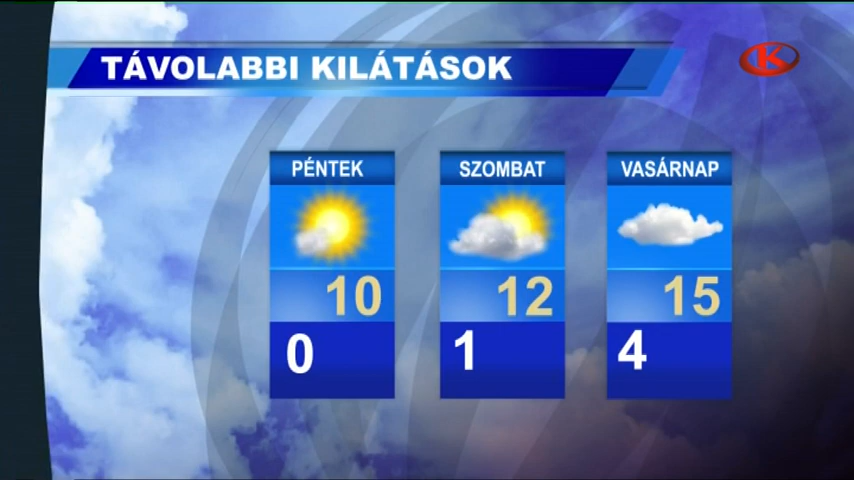 TÁVOLABBI KILÁTÁSOK
K
PÉNTEK
10
0
SZOMBAT
12
1
VASÁRNAP
15
4